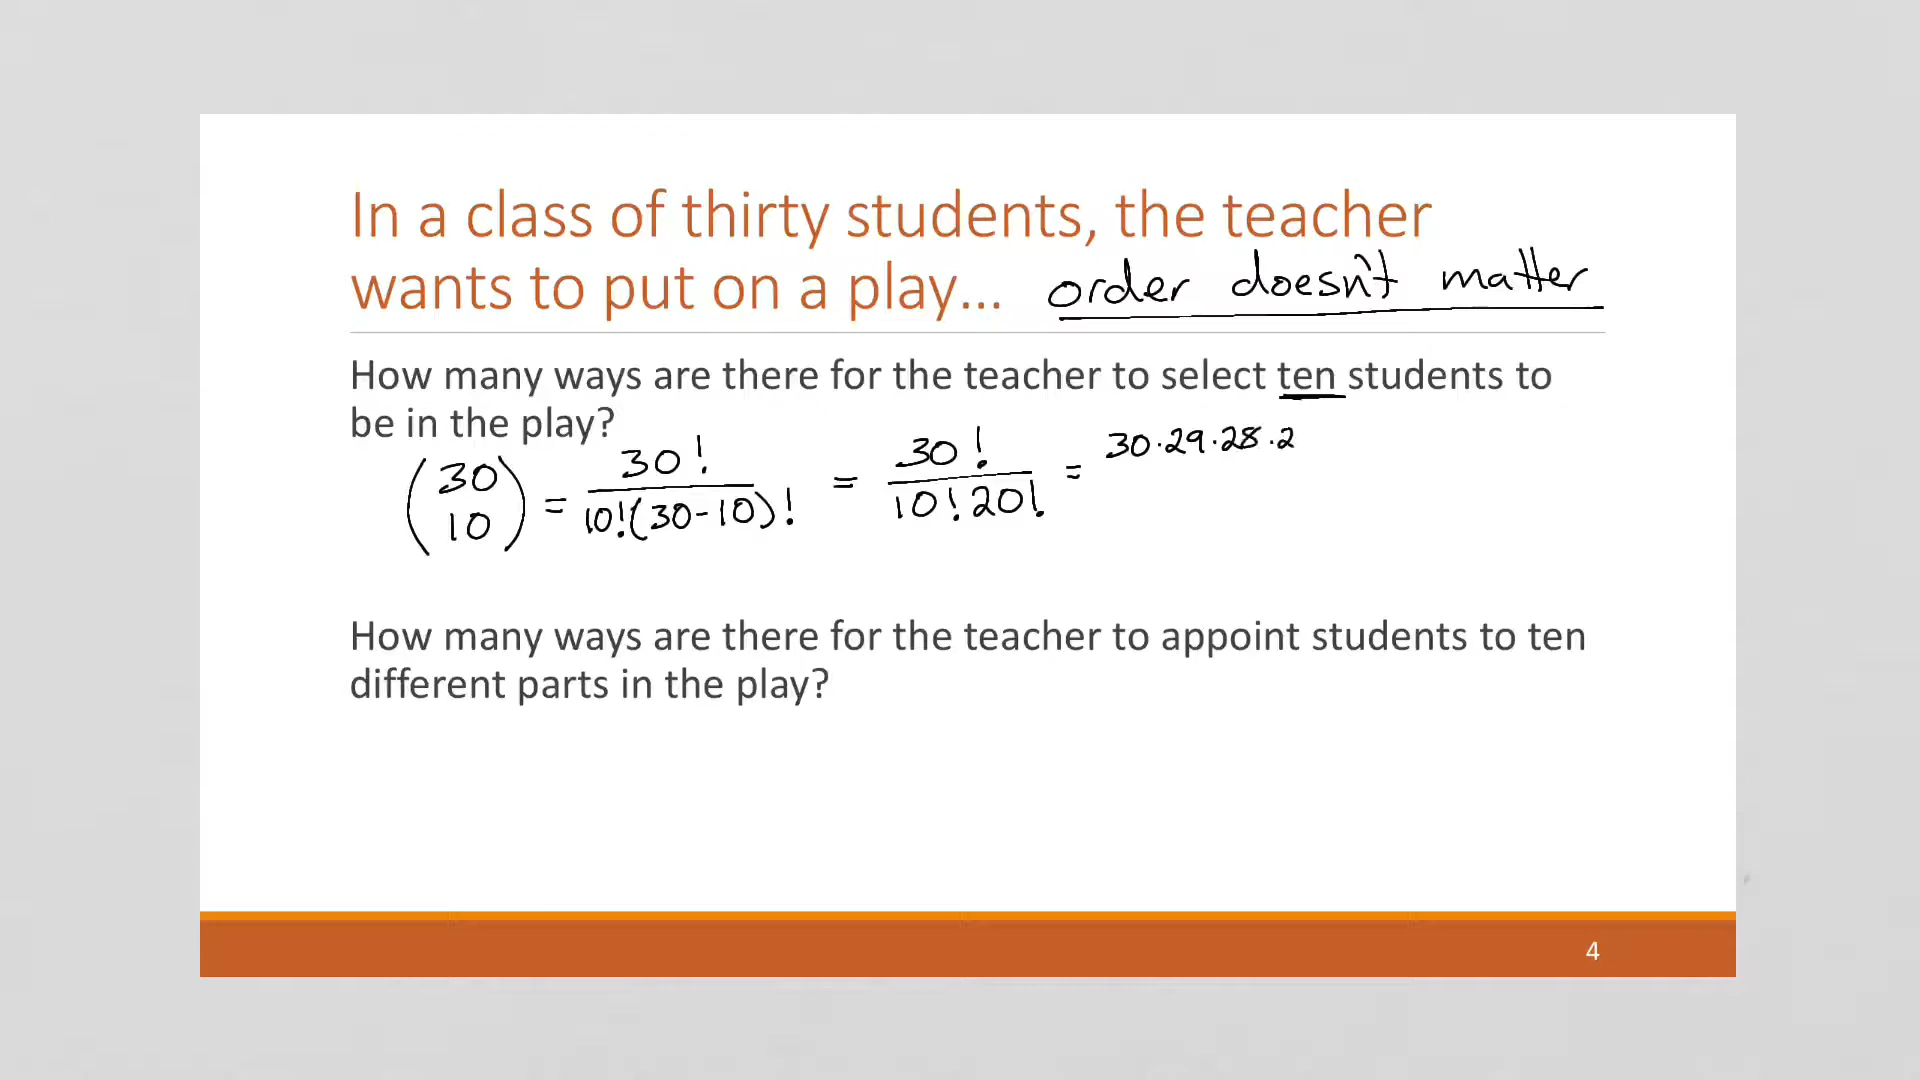 In a class of thirty students, the teacher
wants to put on a play... order doesn't matter
How many ways are there for the teacher to select ten students to
be in the play?
(30 10) = 30! / 10!(30-10)! = 30! / 10! 20! = 30·29·28·2
How many ways are there for the teacher to appoint students to ten
different parts in the play?
4